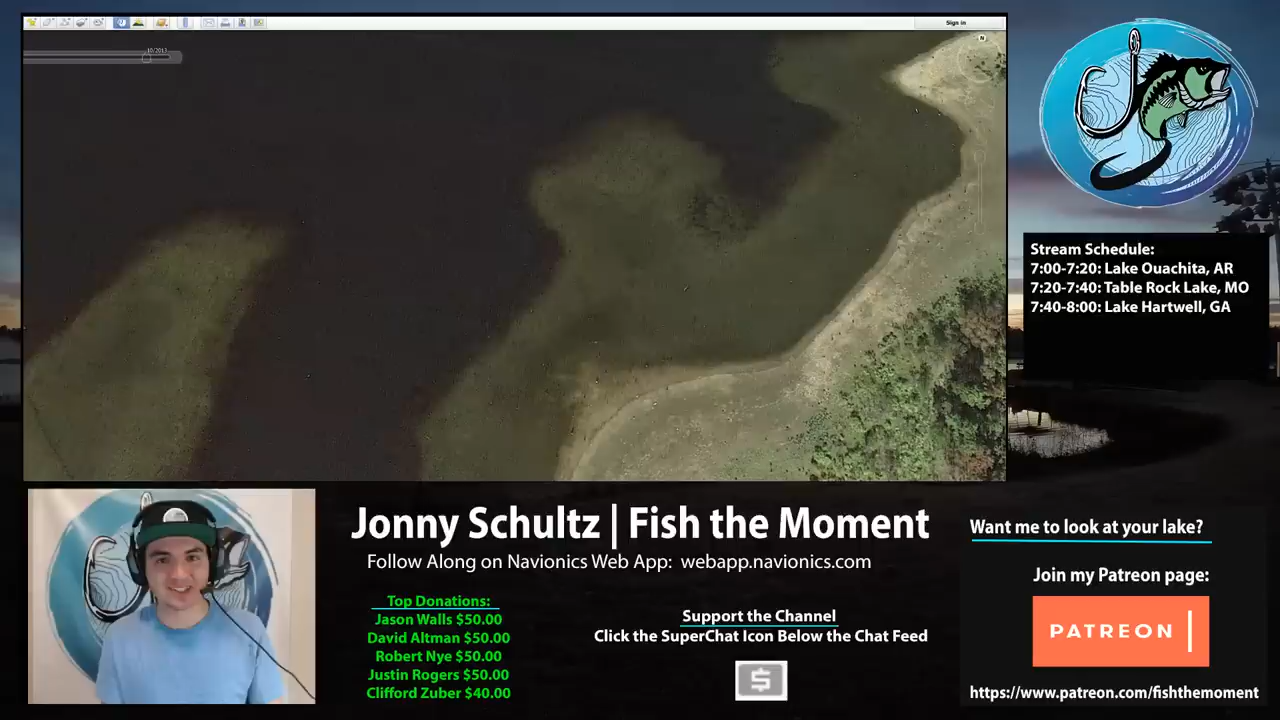 Sign in
10/2013
N
Stream Schedule:
7:00-7:20: Lake Ouachita, AR
7:20-7:40: Table Rock Lake, MO
7:40-8:00: Lake Hartwell, GA
Jonny Schultz | Fish the Moment
Follow Along on Navionics Web App: webapp.navionics.com
Top Donations:
Jason Walls $50.00
David Altman $50.00
Robert Nye $50.00
Justin Rogers $50.00
Clifford Zuber $40.00
Support the Channel
Click the SuperChat Icon Below the Chat Feed
$
Want me to look at your lake?
Join my Patreon page:
PATREON
https://www.patreon.com/fishthemoment